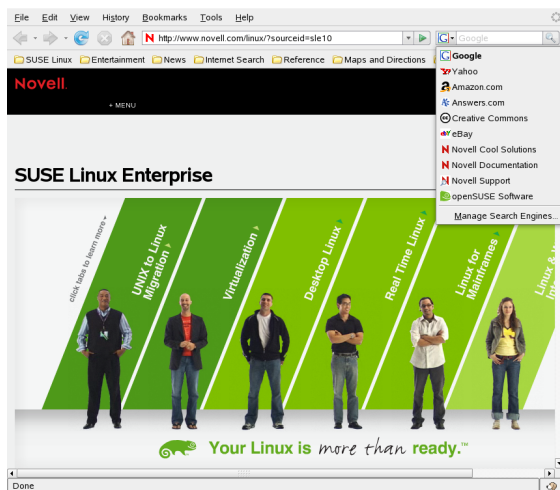 File Edit View History Bookmarks Tools Help
http://www.novell.com/linux/?sourceid=sle10
Google
SUSE Linux Entertainment News Internet Search Reference Maps and Directions
Google
Yahoo
Amazon.com
Answers.com
Creative Commons
eBay
Novell Cool Solutions
Novell Documentation
Novell Support
openSUSE Software
Manage Search Engines...
Novell.
+ MENU
SUSE Linux Enterprise
click tabs to learn more
UNIX to Linux
Migration
Virtualization
Desktop Linux
Real Time Linux
Linux for
Mainframes
Your Linux is more than ready.™
Done